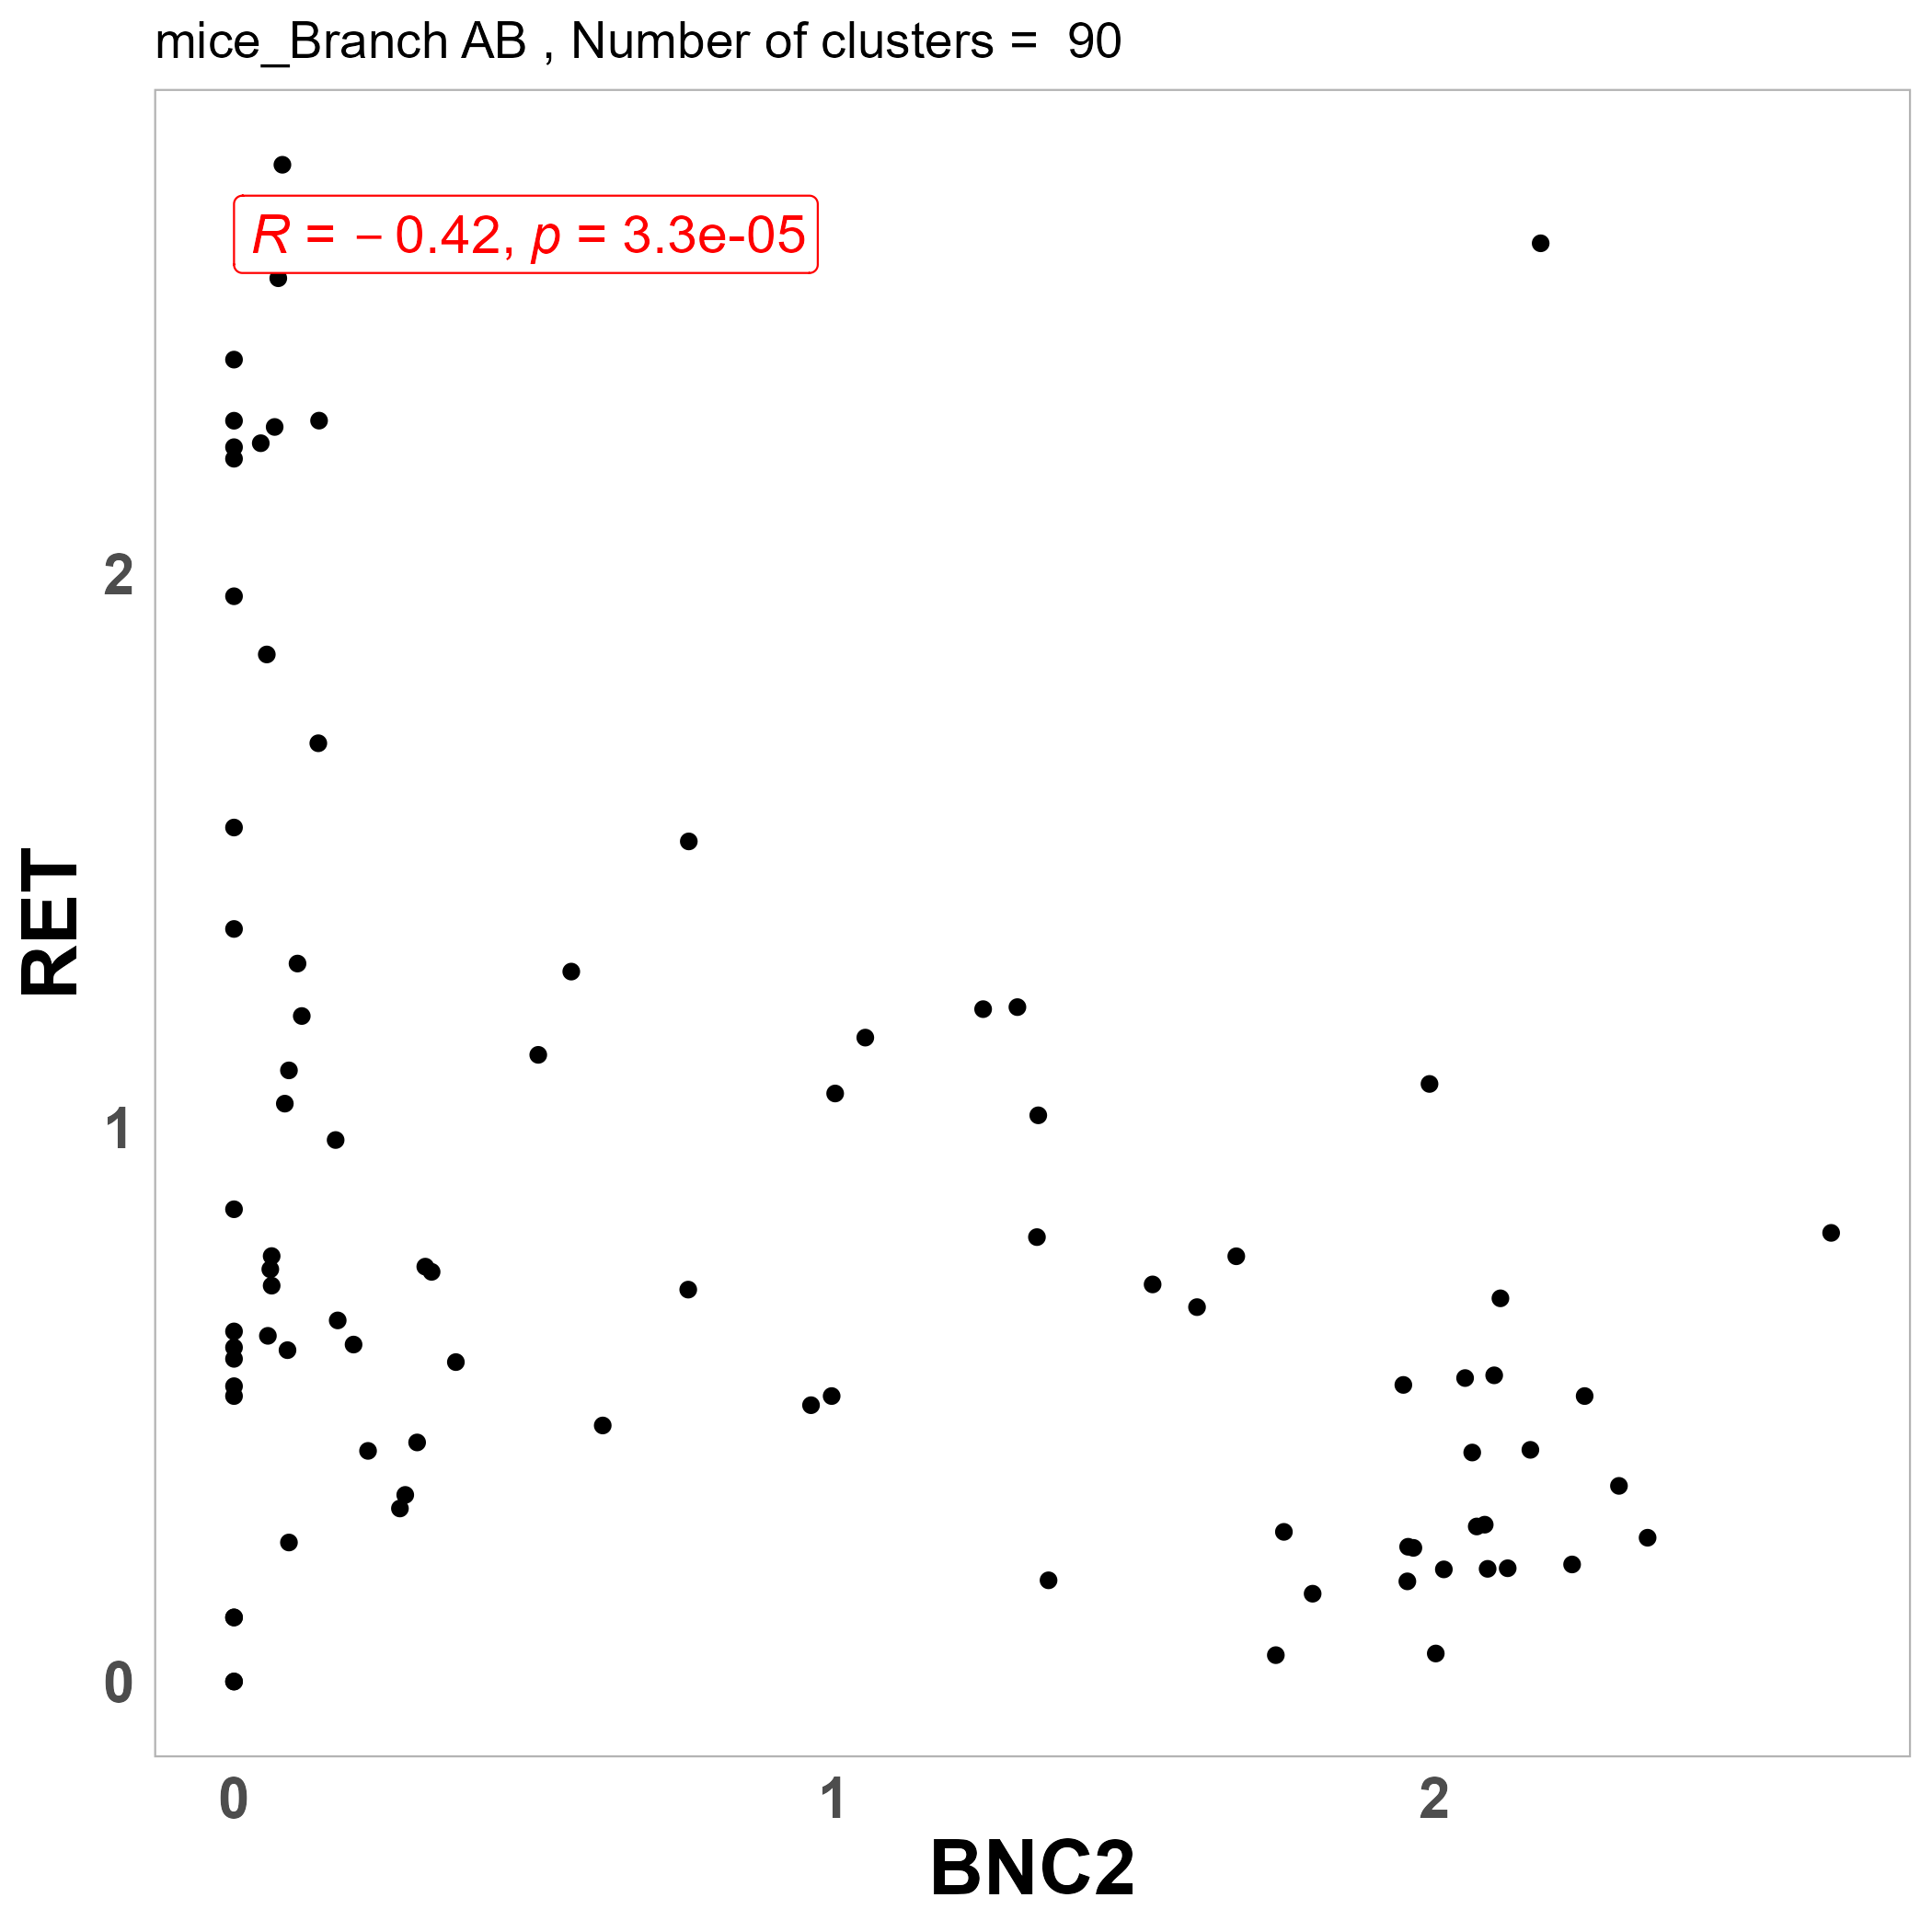 mice_Branch AB , Number of clusters =  90
R = − 0.42, p = 3.3e-05
2
1
0
RET
0 1 2
BNC2